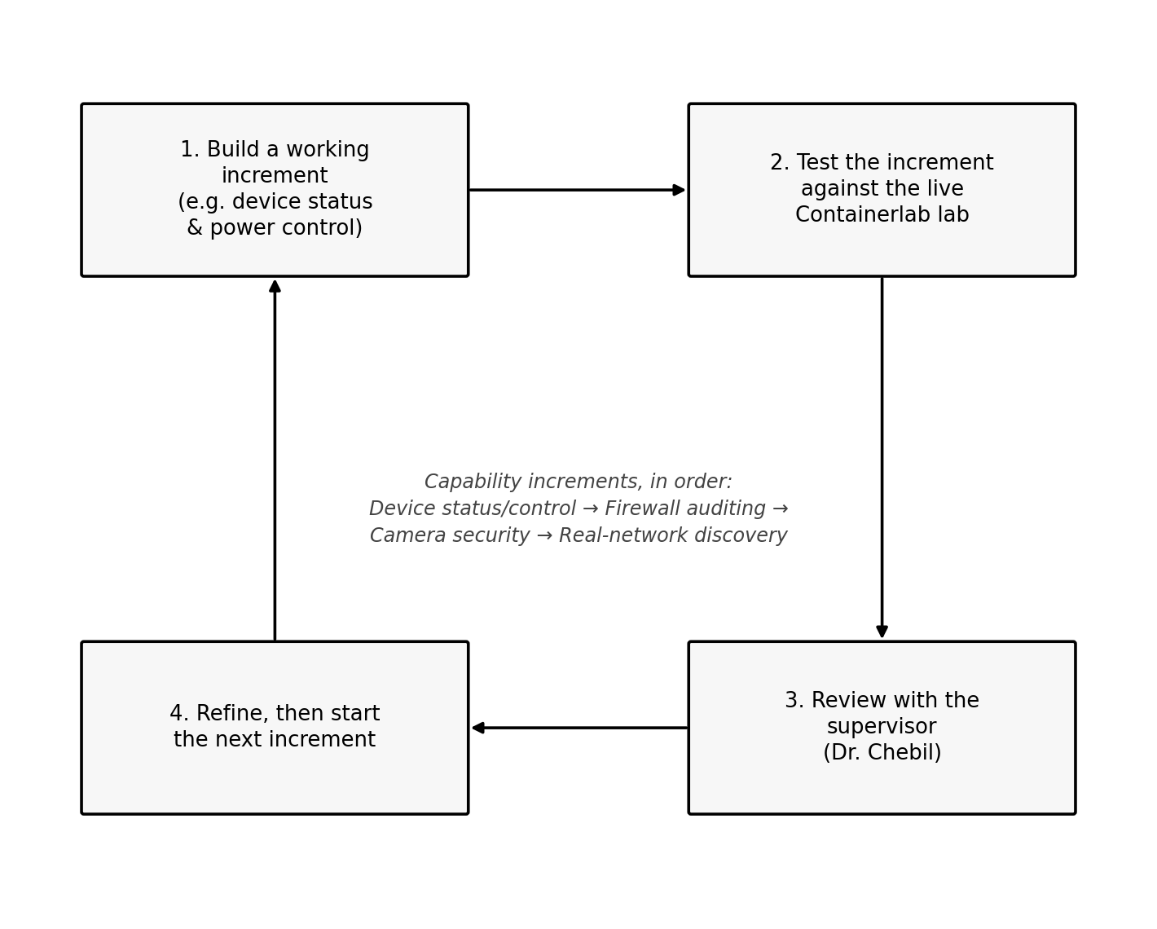 1. Build a working
increment
(e.g. device status
& power control)
2. Test the increment
against the live
Containerlab lab
Capability increments, in order:
Device status/control → Firewall auditing →
Camera security → Real-network discovery
4. Refine, then start
the next increment
3. Review with the
supervisor
(Dr. Chebil)